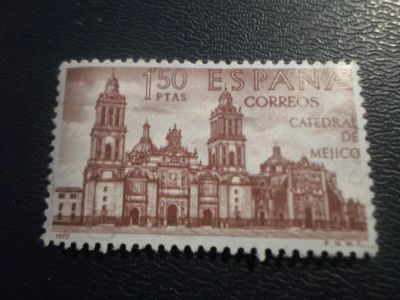 1.50 ESPAÑA
PTAS CORREOS
CATEDRAL
DE
MEJICO
1970 F.N.M.T.